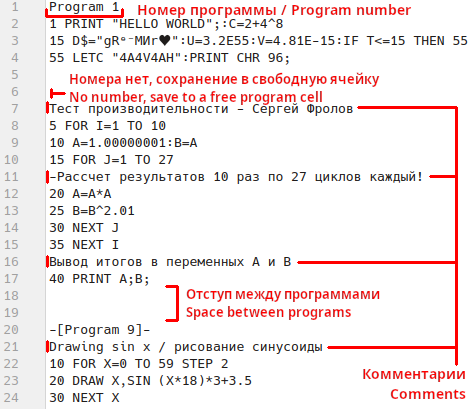 1 Program 1 Номер программы / Program number
2 1 PRINT "HELLO WORLD";:C=2+4^8
3 15 D$="gRᵒ⁻МИr♥":U=3.2E55:V=4.81E-15:IF T<=15 THEN 55
4 55 LETC "4A4V4AH":PRINT CHR 96;
5 Номера нет, сохранение в свободную ячейку
6 No number, save to a free program cell
7 Тест производительности - Сергей Фролов
8 5 FOR I=1 TO 10
9 10 A=1.00000001:B=A
10 15 FOR J=1 TO 27
11 -Рассчет результатов 10 раз по 27 циклов каждый!
12 20 A=A*A
13 25 B=B^2.01
14 30 NEXT J
15 35 NEXT I
16 Вывод итогов в переменных А и В
17 40 PRINT A;B;
18 Отступ между программами
19 Space between programs
20 -[Program 9]-
21 Drawing sin x / рисование синусоиды
22 10 FOR X=0 TO 59 STEP 2
23 20 DRAW X,SIN (X*18)*3+3.5 Комментарии
24 30 NEXT X Comments